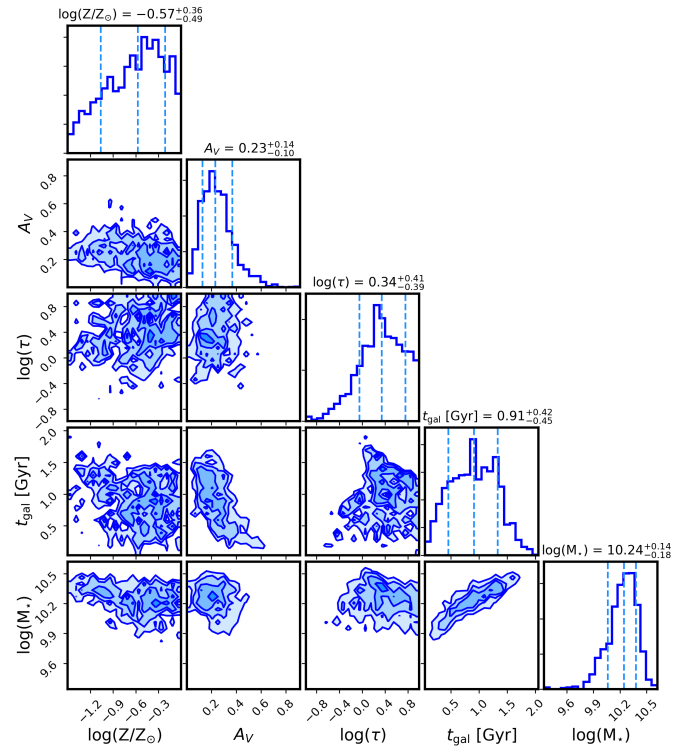 log(Z/Z⊙) = −0.57+0.36−0.49
A_V = 0.23+0.14−0.10
0.8
0.6
0.4
0.2
A_V
log(τ) = 0.34+0.41−0.39
0.8
0.4
0.0
−0.4
−0.8
log(τ)
t_gal [Gyr] = 0.91+0.42−0.45
2.0
1.5
1.0
0.5
t_gal [Gyr]
log(M⋆) = 10.24+0.14−0.18
10.5
10.2
9.9
9.6
log(M⋆)
−1.2 −0.9 −0.6 −0.3
0.2 0.4 0.6 0.8
−0.8 −0.4 0.0 0.4 0.8
0.5 1.0 1.5 2.0
9.6 9.9 10.2 10.5
log(Z/Z⊙) A_V log(τ) t_gal [Gyr] log(M⋆)